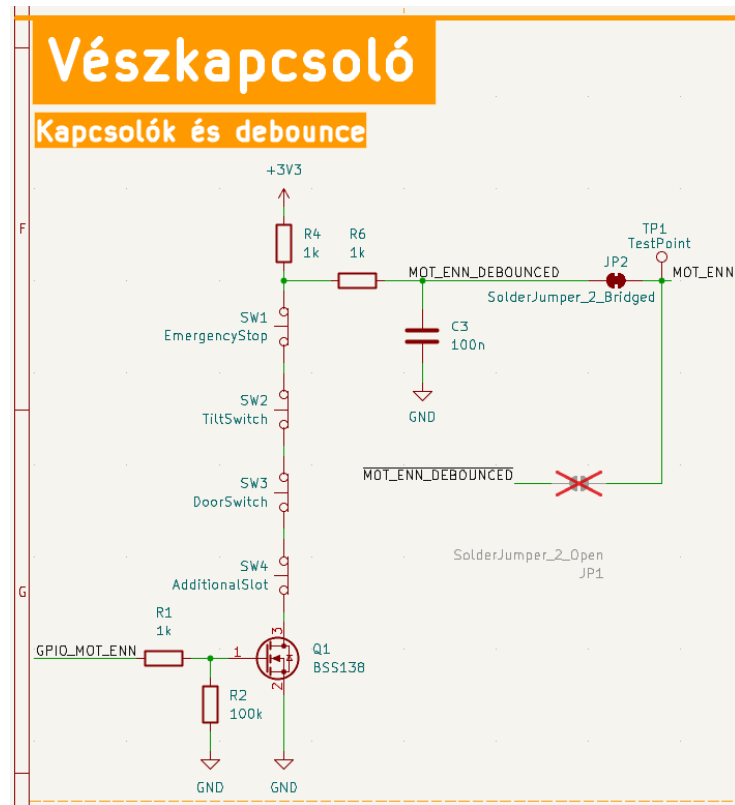 Vészkapcsoló
Kapcsolók és debounce
+3V3
F
R4
1k
R6
1k
TP1
TestPoint
JP2
MOT_ENN_DEBOUNCED
MOT_ENN
SolderJumper_2_Bridged
SW1
EmergencyStop
C3
100n
GND
SW2
TiltSwitch
MOT_ENN_DEBOUNCED
SW3
DoorSwitch
SolderJumper_2_Open
JP1
SW4
AdditionalSlot
G
R1
1k
GPIO_MOT_ENN
3
1
2
Q1
BSS138
R2
100k
GND
GND